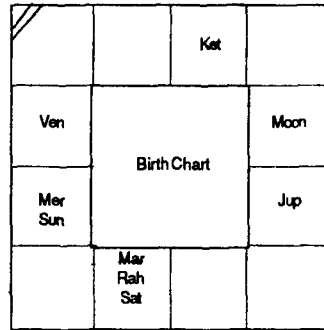 Ket
Ven
Moon
Birth Chart
Mer
Sun
Jup
Mar
Rah
Sat